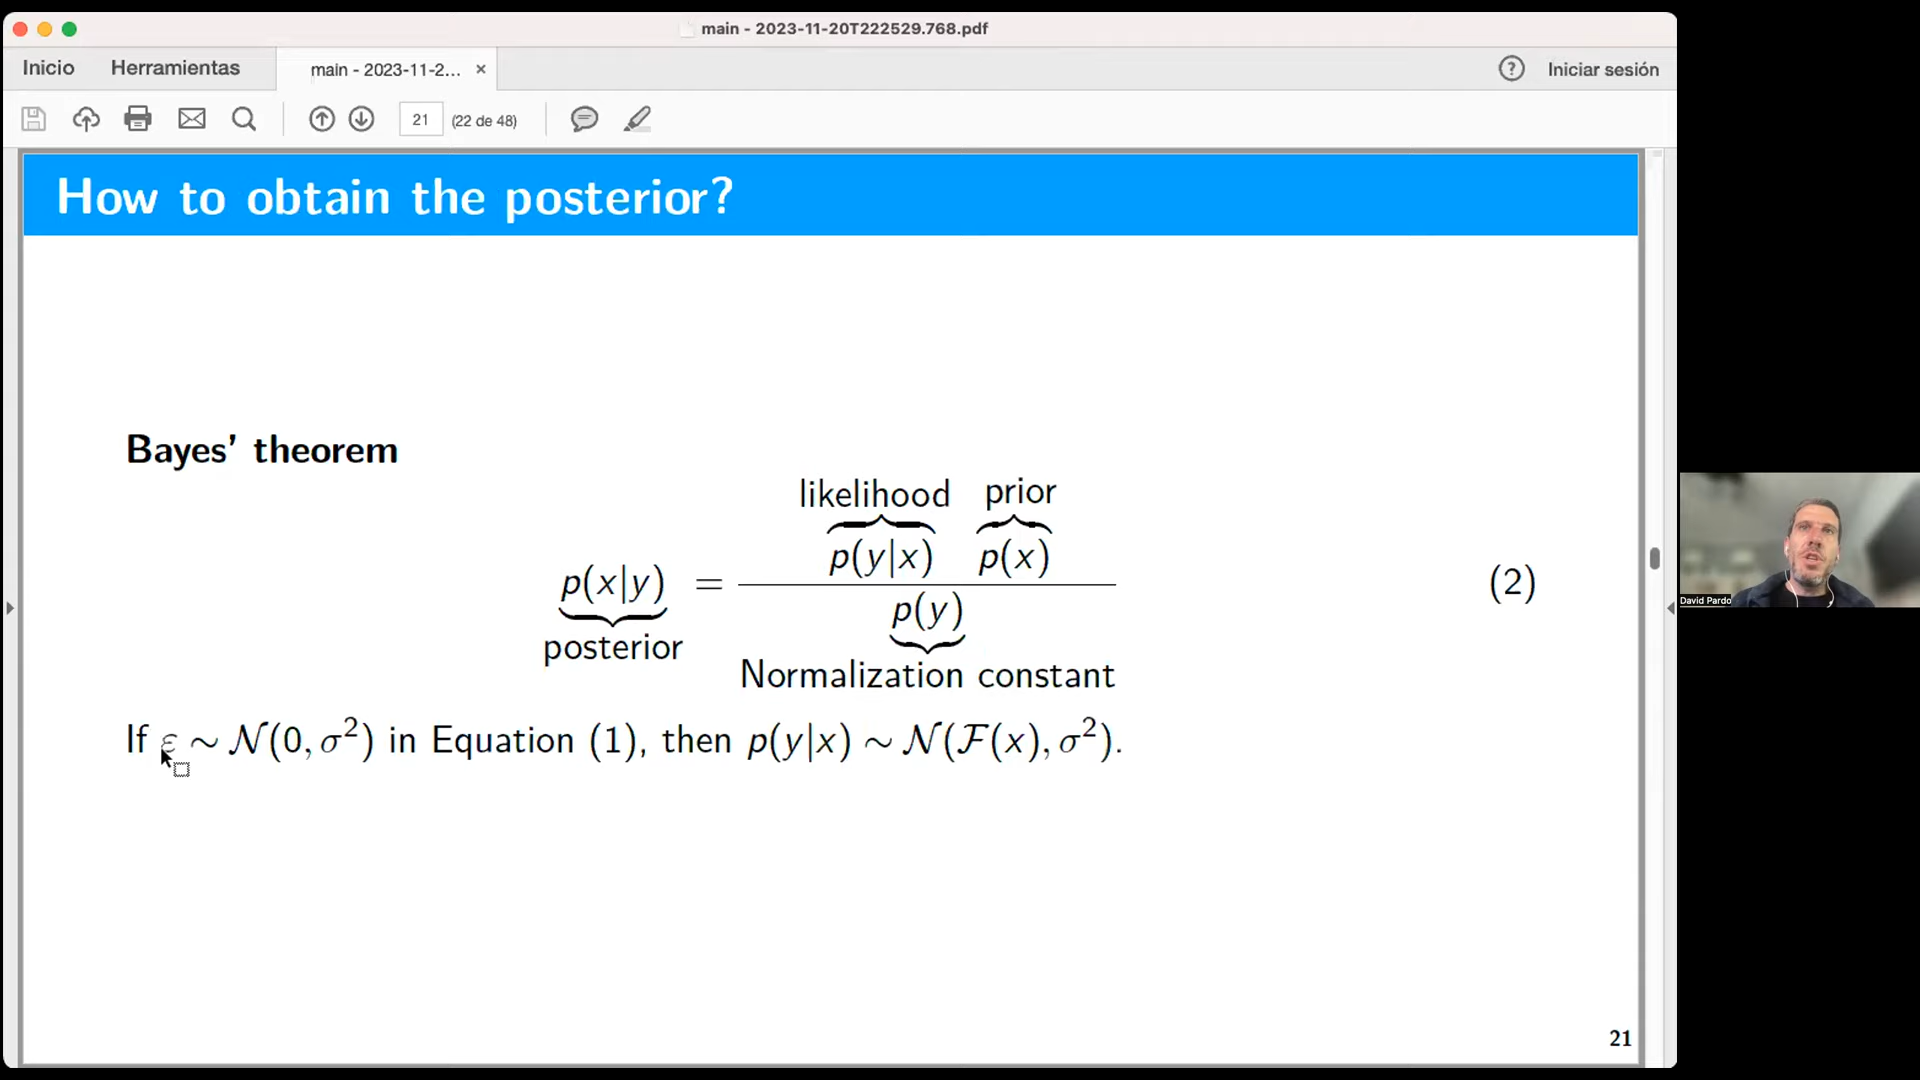 main - 2023-11-20T222529.768.pdf
Inicio Herramientas main - 2023-11-2... × ? Iniciar sesión
21 (22 de 48)
How to obtain the posterior?
Bayes’ theorem
likelihood prior
p(y|x) p(x)
p(x|y) = (2)
p(y)
posterior
Normalization constant
If ε ∼ 𝒩(0, σ²) in Equation (1), then p(y|x) ∼ 𝒩(ℱ(x), σ²).
David Pardo
21